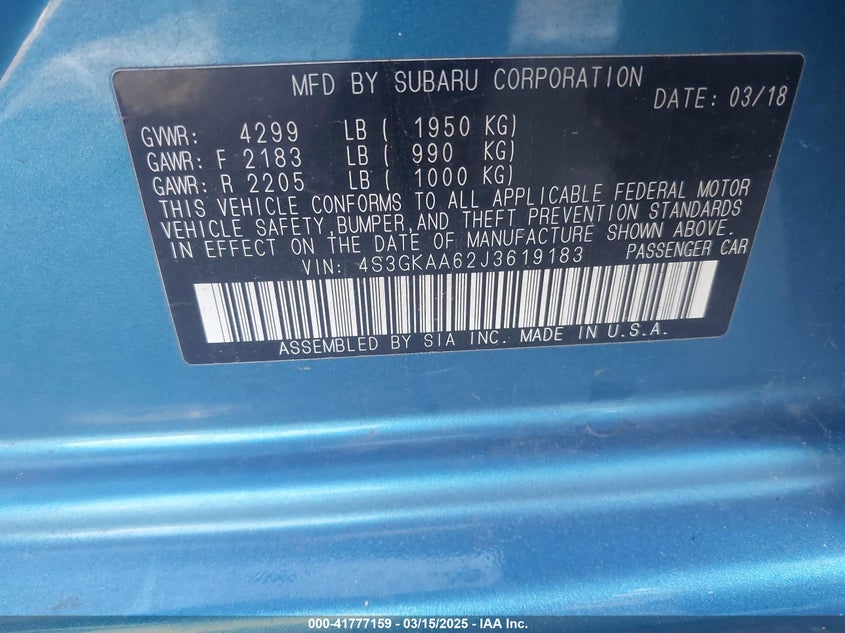 MFD BY SUBARU CORPORATION
DATE: 03/18
GVWR: 4299 LB ( 1950 KG)
GAWR: F 2183 LB ( 990 KG)
GAWR: R 2205 LB ( 1000 KG)
THIS VEHICLE CONFORMS TO ALL APPLICABLE FEDERAL MOTOR
VEHICLE SAFETY,BUMPER,AND THEFT PREVENTION STANDARDS
IN EFFECT ON THE DATE OF MANUFACTURE SHOWN ABOVE.
VIN: 4S3GKAA62J3619183 PASSENGER CAR
ASSEMBLED BY SIA INC. MADE IN U.S.A.
000-41777159 - 03/15/2025 - IAA Inc.